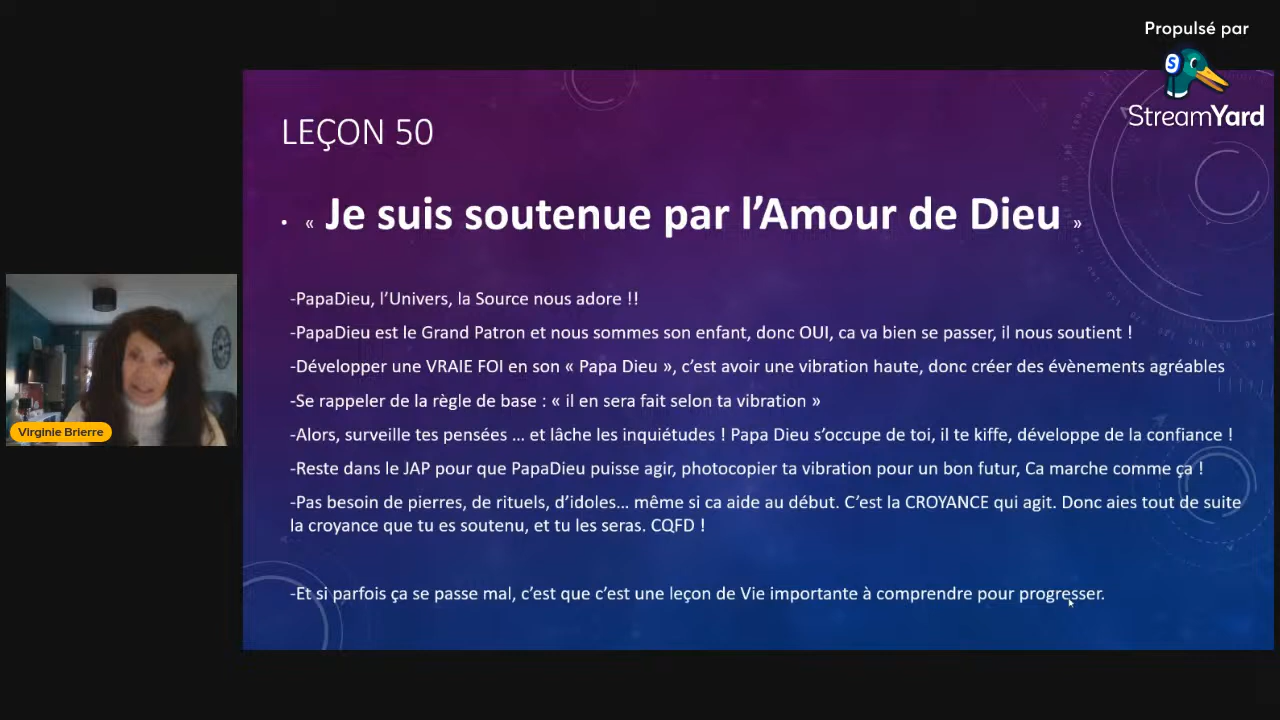 Propulsé par
StreamYard
LEÇON 50
• « Je suis soutenue par l’Amour de Dieu »
-PapaDieu, l’Univers, la Source nous adore !!
-PapaDieu est le Grand Patron et nous sommes son enfant, donc OUI, ca va bien se passer, il nous soutient !
-Développer une VRAIE FOI en son « Papa Dieu », c’est avoir une vibration haute, donc créer des évènements agréables
-Se rappeler de la règle de base : « il en sera fait selon ta vibration »
-Alors, surveille tes pensées … et lâche les inquiétudes ! Papa Dieu s’occupe de toi, il te kiffe, développe de la confiance !
-Reste dans le JAP pour que PapaDieu puisse agir, photocopier ta vibration pour un bon futur, Ca marche comme ça !
-Pas besoin de pierres, de rituels, d’idoles… même si ca aide au début. C’est la CROYANCE qui agit. Donc aies tout de suite
la croyance que tu es soutenu, et tu les seras. CQFD !
-Et si parfois ça se passe mal, c’est que c’est une leçon de Vie importante à comprendre pour progresser.
Virginie Brierre